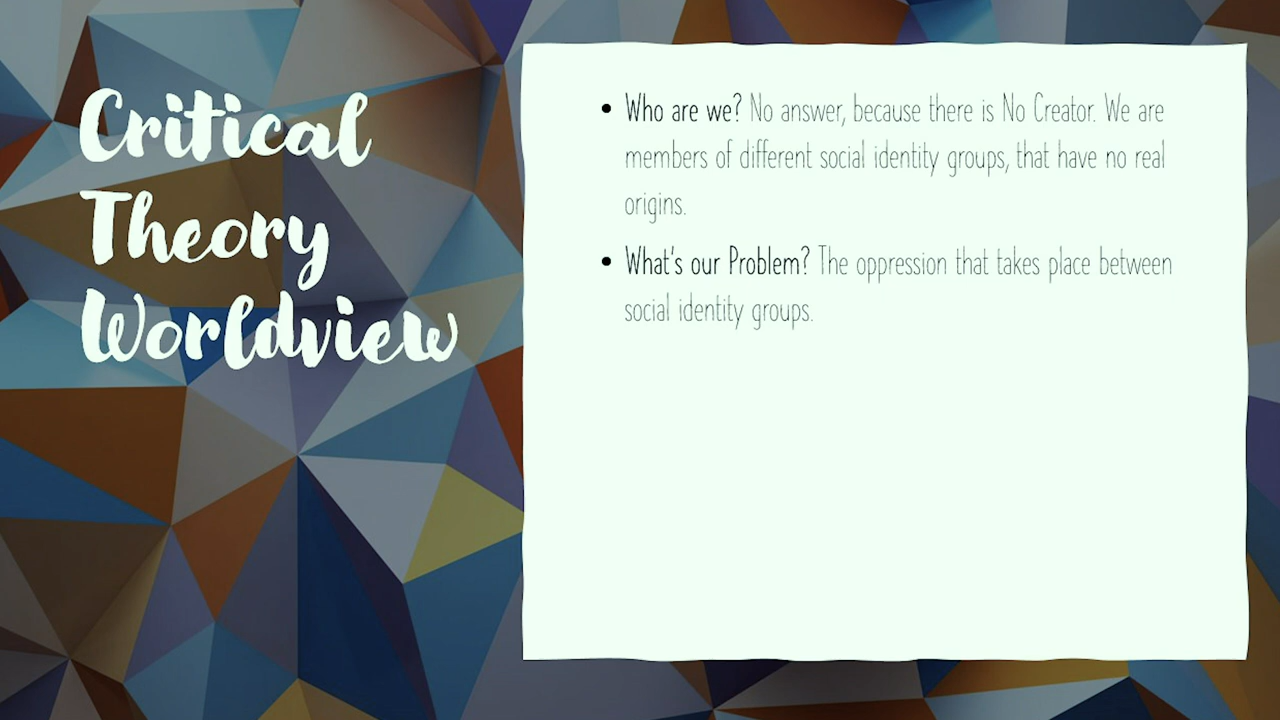 Critical
Theory
Worldview
• Who are we? No answer, because there is No Creator. We are
members of different social identity groups, that have no real
origins.
• What's our Problem? The oppression that takes place between
social identity groups.